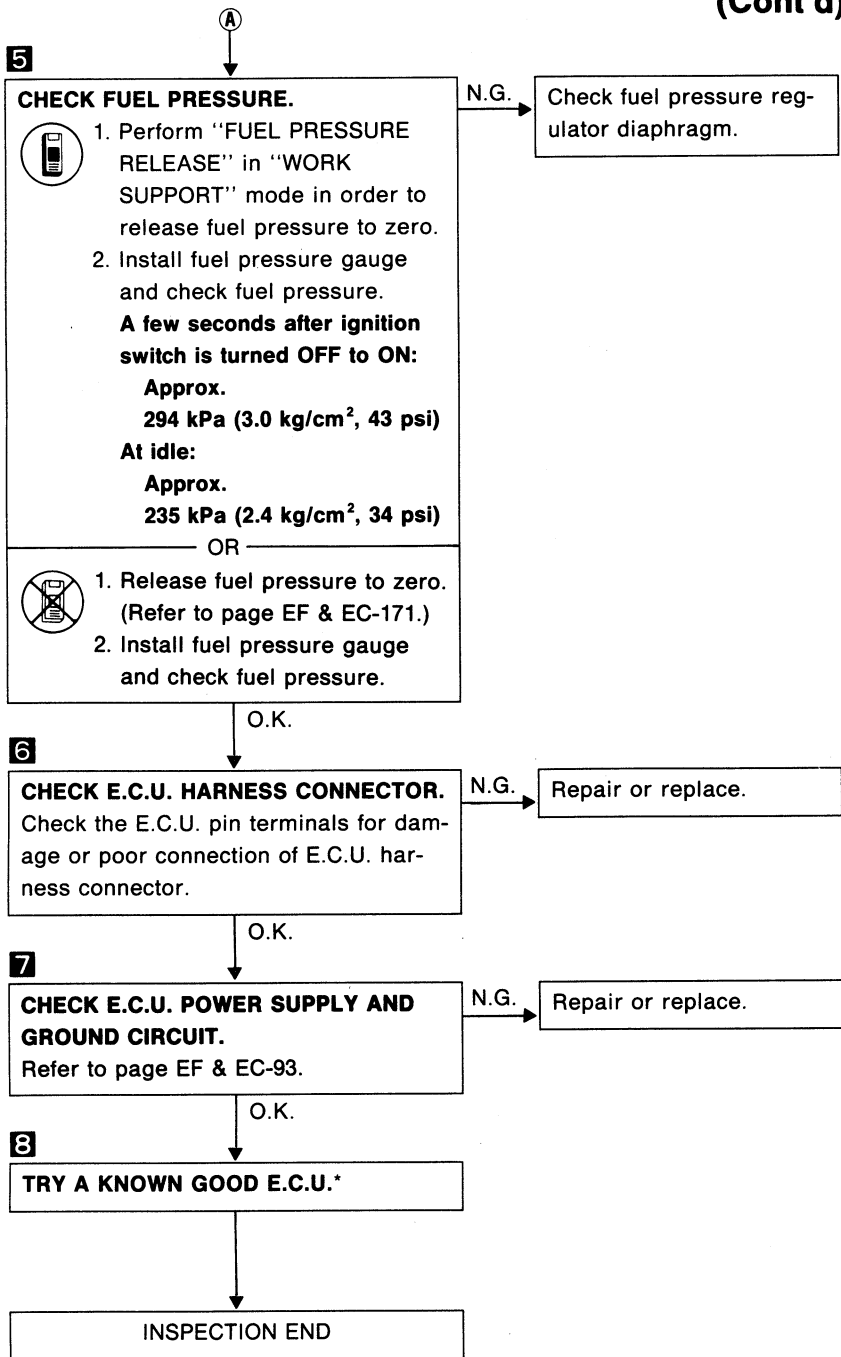 (Cont'd)
A
5
CHECK FUEL PRESSURE.
1. Perform "FUEL PRESSURE
RELEASE" in "WORK
SUPPORT" mode in order to
release fuel pressure to zero.
2. Install fuel pressure gauge
and check fuel pressure.
A few seconds after ignition
switch is turned OFF to ON:
Approx.
294 kPa (3.0 kg/cm², 43 psi)
At idle:
Approx.
235 kPa (2.4 kg/cm², 34 psi)
OR
1. Release fuel pressure to zero.
(Refer to page EF & EC-171.)
2. Install fuel pressure gauge
and check fuel pressure.
N.G.
Check fuel pressure reg-
ulator diaphragm.
O.K.
6
CHECK E.C.U. HARNESS CONNECTOR.
Check the E.C.U. pin terminals for dam-
age or poor connection of E.C.U. har-
ness connector.
N.G.
Repair or replace.
O.K.
7
CHECK E.C.U. POWER SUPPLY AND
GROUND CIRCUIT.
Refer to page EF & EC-93.
N.G.
Repair or replace.
O.K.
8
TRY A KNOWN GOOD E.C.U.*
INSPECTION END